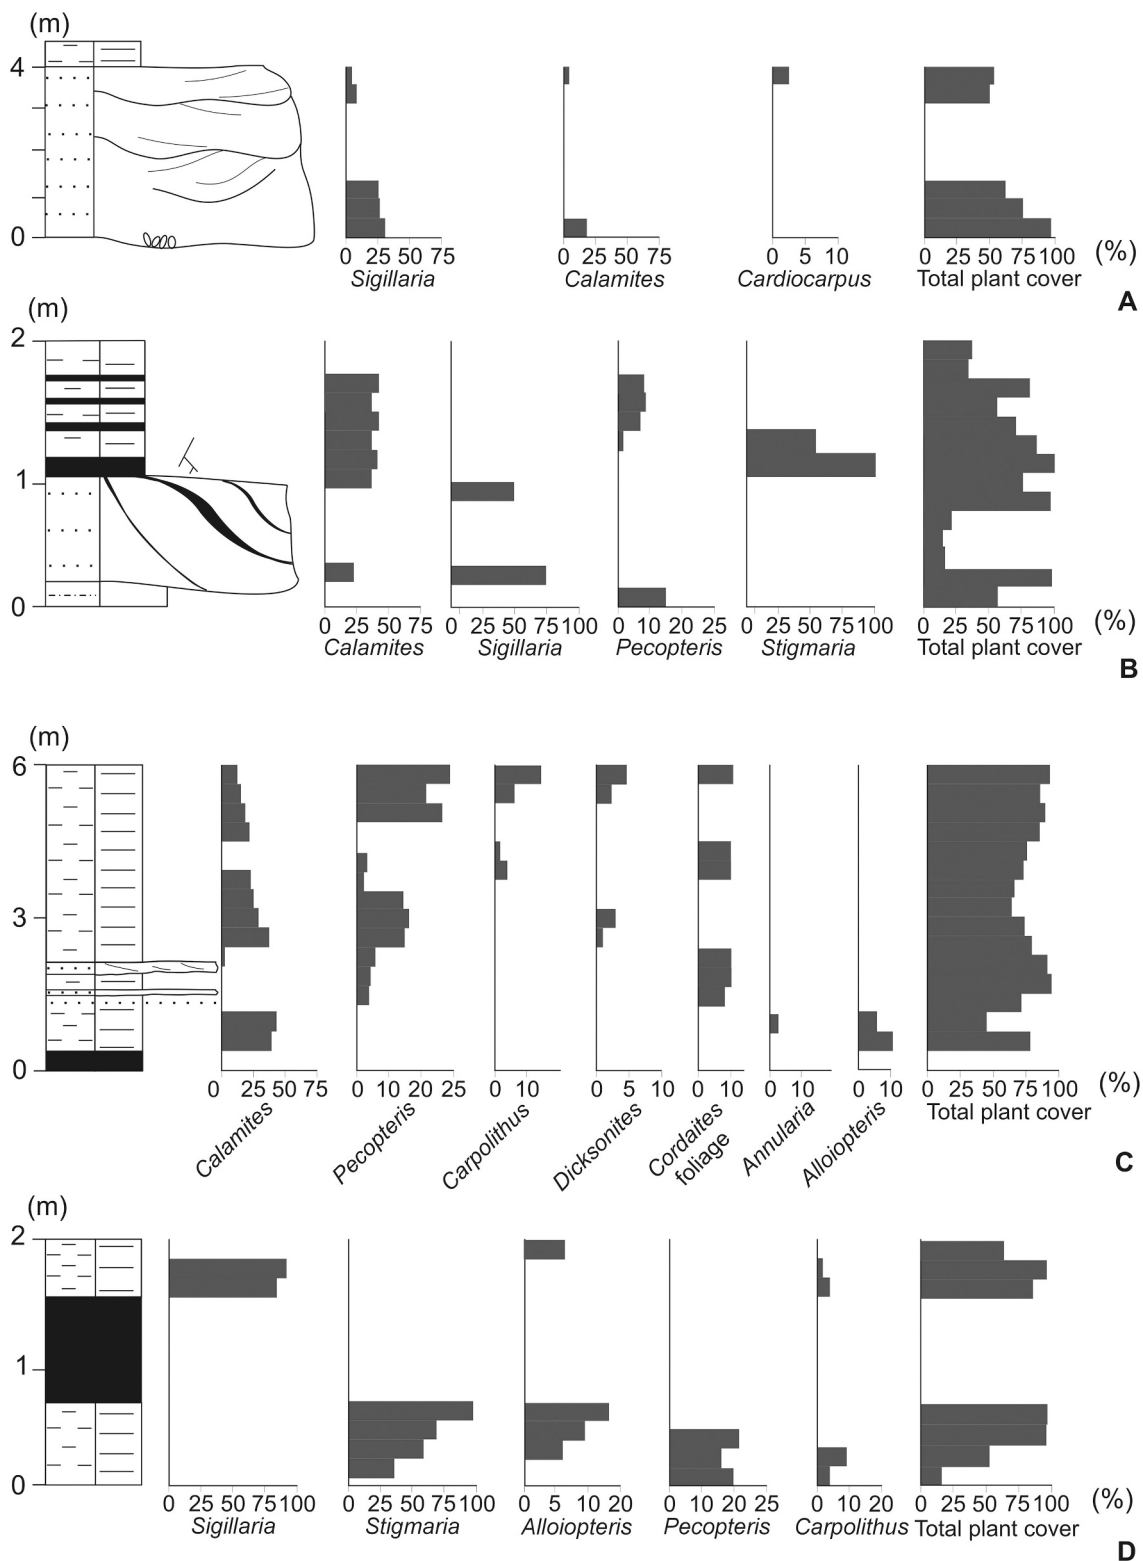 (m)
4
0
0 25 50 75
0 25 50 75
0 5 10
0 25 50 75 100 (%)
Sigillaria Calamites Cardiocarpus Total plant cover
A
(m)
2
1
0
0 25 50 75
0 25 50 75 100
0 10 20 25
0 25 50 75 100
0 25 50 75 100 (%)
Calamites Sigillaria Pecopteris Stigmaria Total plant cover
B
(m)
6
3
0
0 25 50 75
0 10 20 25
0 10
0 5 10
0 10
0 10
0 10
0 25 50 75 100 (%)
Calamites
Pecopteris
Carpolithus
Dicksonites
Cordaites
foliage
Annularia
Alloiopteris
Total plant cover
C
(m)
2
1
0
0 25 50 75 100
0 25 50 75 100
0 5 10 20
0 10 20 25
0 10 20
0 25 50 75 100 (%)
Sigillaria Stigmaria Alloiopteris Pecopteris Carpolithus Total plant cover
D